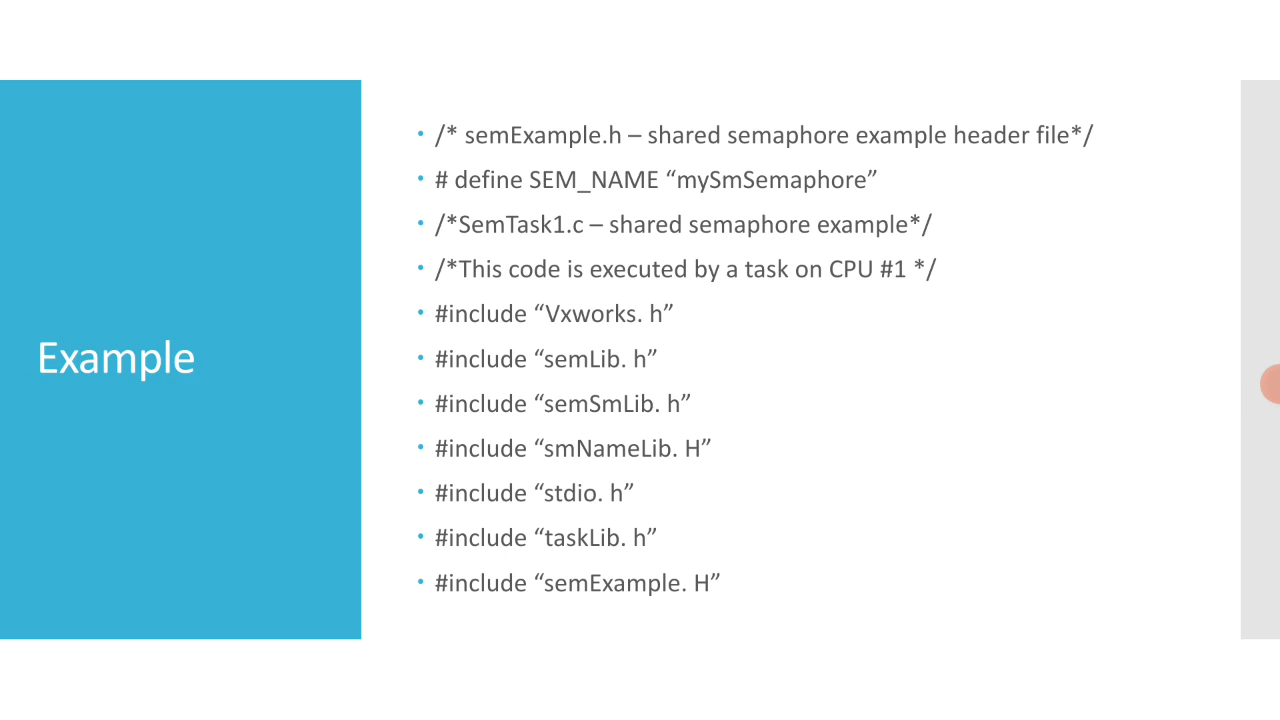 Example
• /* semExample.h – shared semaphore example header file*/
• # define SEM_NAME “mySmSemaphore”
• /*SemTask1.c – shared semaphore example*/
• /*This code is executed by a task on CPU #1 */
• #include “Vxworks. h”
• #include “semLib. h”
• #include “semSmLib. h”
• #include “smNameLib. H”
• #include “stdio. h”
• #include “taskLib. h”
• #include “semExample. H”